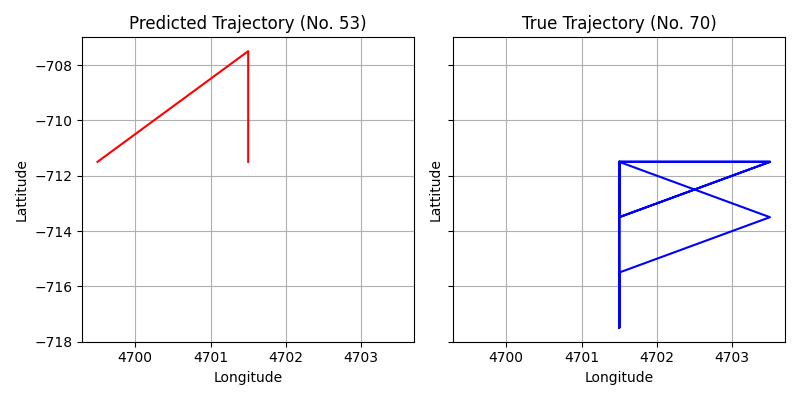 Predicted Trajectory (No. 53)
True Trajectory (No. 70)
−708
−710
−712
−714
−716
−718
Lattitude
Lattitude
4700 4701 4702 4703
4700 4701 4702 4703
Longitude
Longitude